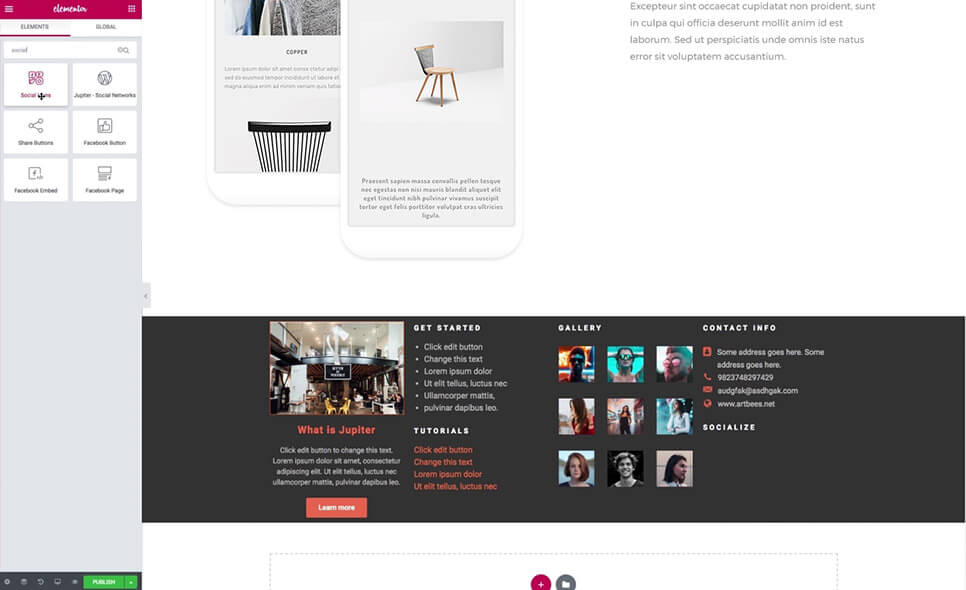 elementor
ELEMENTS
GLOBAL
social
Social Icons
Jupiter - Social Networks
Share Buttons
Facebook Button
Facebook Embed
Facebook Page
PUBLISH
COPPER
Lorem ipsum dolor sit amet, conse ctetur adipi
sed do eiusmod tempor incididunt ut labore et
magna aliqua enim ad minim veniam quis
Praesent sapien massa convallis pellen tesque
nec egestas non nisi mauris blandit aliquet elit
eget tincidunt nibh pulvinar vivamus suscipit
tortor eget felis porttitor volutpat cras ultricies
ligula.
Excepteur sint occaecat cupidatat non proident, sunt
in culpa qui officia deserunt mollit anim id est
laborum. Sed ut perspiciatis unde omnis iste natus
error sit voluptatem accusantium.
What is Jupiter
Click edit button to change this text.
Lorem ipsum dolor sit amet, consectetur
adipiscing elit. Ut elit tellus, luctus nec
ullamcorper mattis, pulvinar dapibus leo.
Learn more
GET STARTED
Click edit button
Change this text
Lorem ipsum dolor
Ut elit tellus, luctus nec
Ullamcorper mattis,
pulvinar dapibus leo.
TUTORIALS
Click edit button
Change this text
Lorem ipsum dolor
Ut elit tellus, luctus nec
GALLERY
CONTACT INFO
Some address goes here. Some
address goes here.
9823748297429
audgfak@asdhgak.com
www.artbees.net
SOCIALIZE